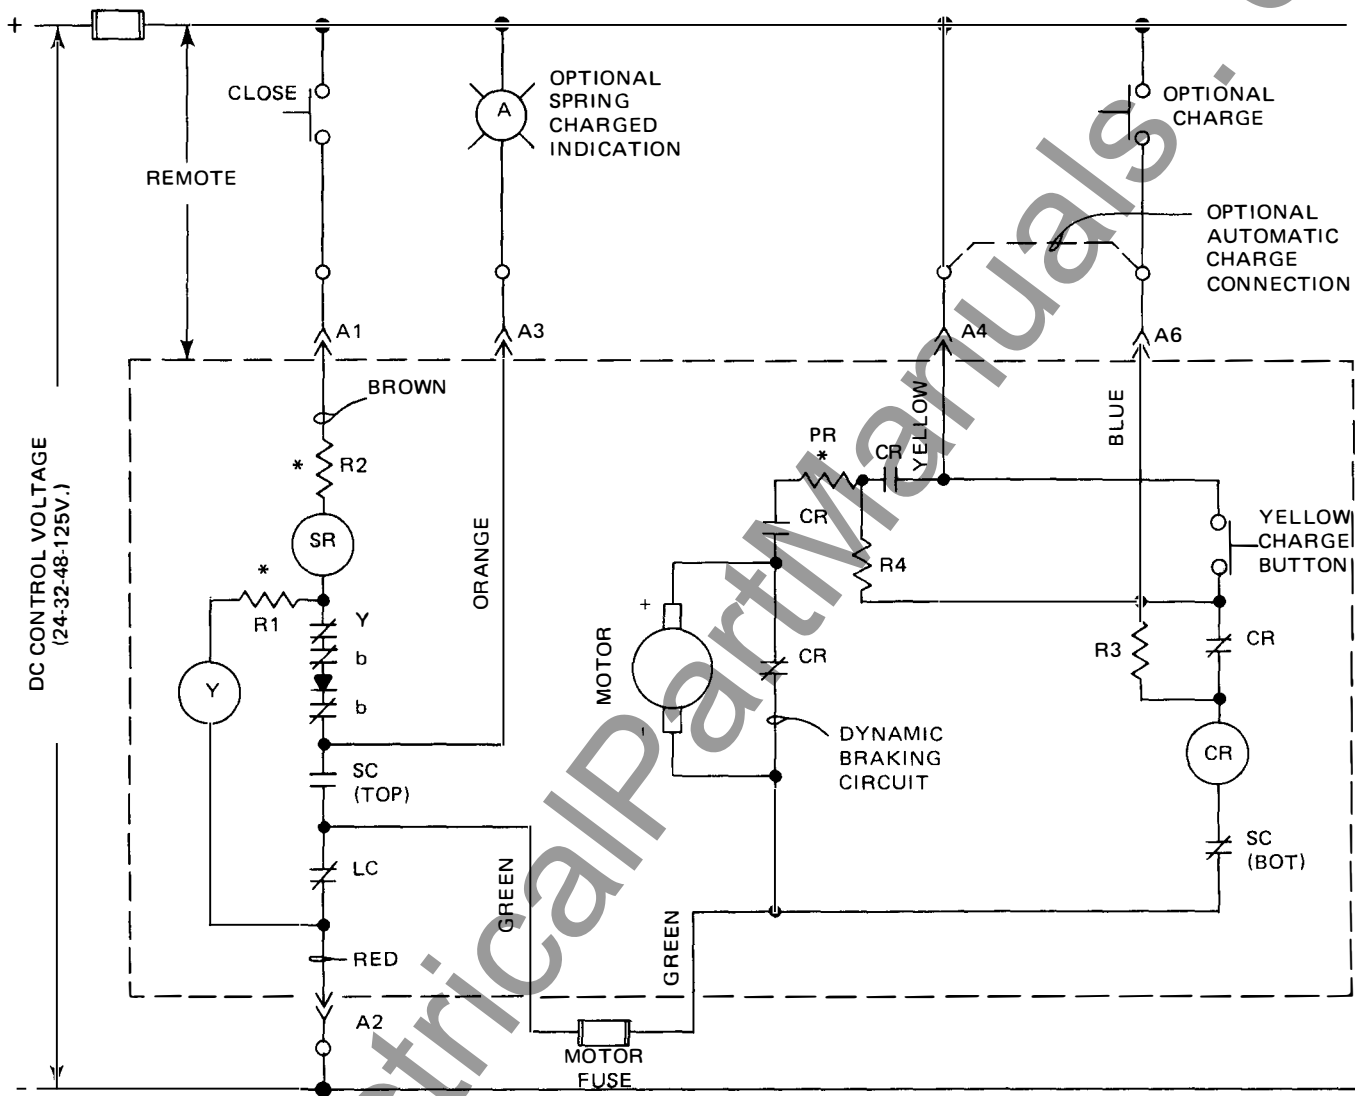 +
CLOSE
A
OPTIONAL
SPRING
CHARGED
INDICATION
OPTIONAL
CHARGE
REMOTE
OPTIONAL
AUTOMATIC
CHARGE
CONNECTION
A1
A3
A4
A6
BROWN
DC CONTROL VOLTAGE
(24-32-48-125V.)
* R2
SR
*
R1
Y
b
b
Y
ORANGE
SC
(TOP)
LC
RED
A2
GREEN
MOTOR
FUSE
GREEN
PR
*
CR
YELLOW
BLUE
CR
R4
YELLOW
CHARGE
BUTTON
+
MOTOR
-
CR
R3
CR
DYNAMIC
BRAKING
CIRCUIT
CR
SC
(BOT)
-
ctricalPartManuals .